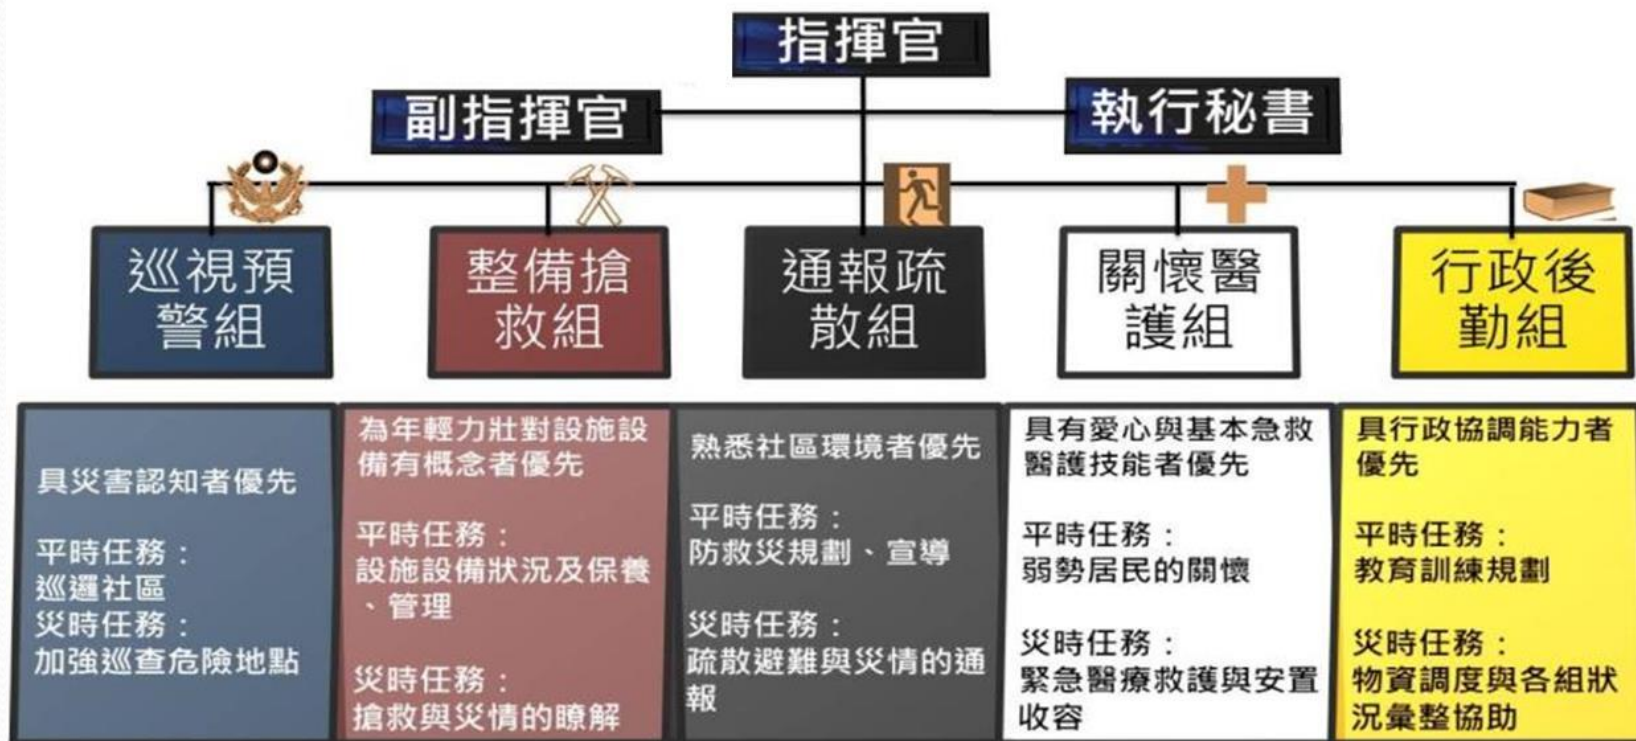 指揮官
副指揮官
執行秘書
巡視預
警組
整備搶
救組
通報疏
散組
關懷醫
護組
行政後
勤組
具災害認知者優先
平時任務：
巡邏社區
災時任務：
加強巡查危險地點
為年輕力壯對設施設
備有概念者優先
平時任務：
設施設備狀況及保養
、管理
災時任務：
搶救與災情的瞭解
熟悉社區環境者優先
平時任務：
防救災規劃、宣導
災時任務：
疏散避難與災情的通
報
具有愛心與基本急救
醫護技能者優先
平時任務：
弱勢居民的關懷
災時任務：
緊急醫療救護與安置
收容
具行政協調能力者
優先
平時任務：
教育訓練規劃
災時任務：
物資調度與各組狀
況彙整協助